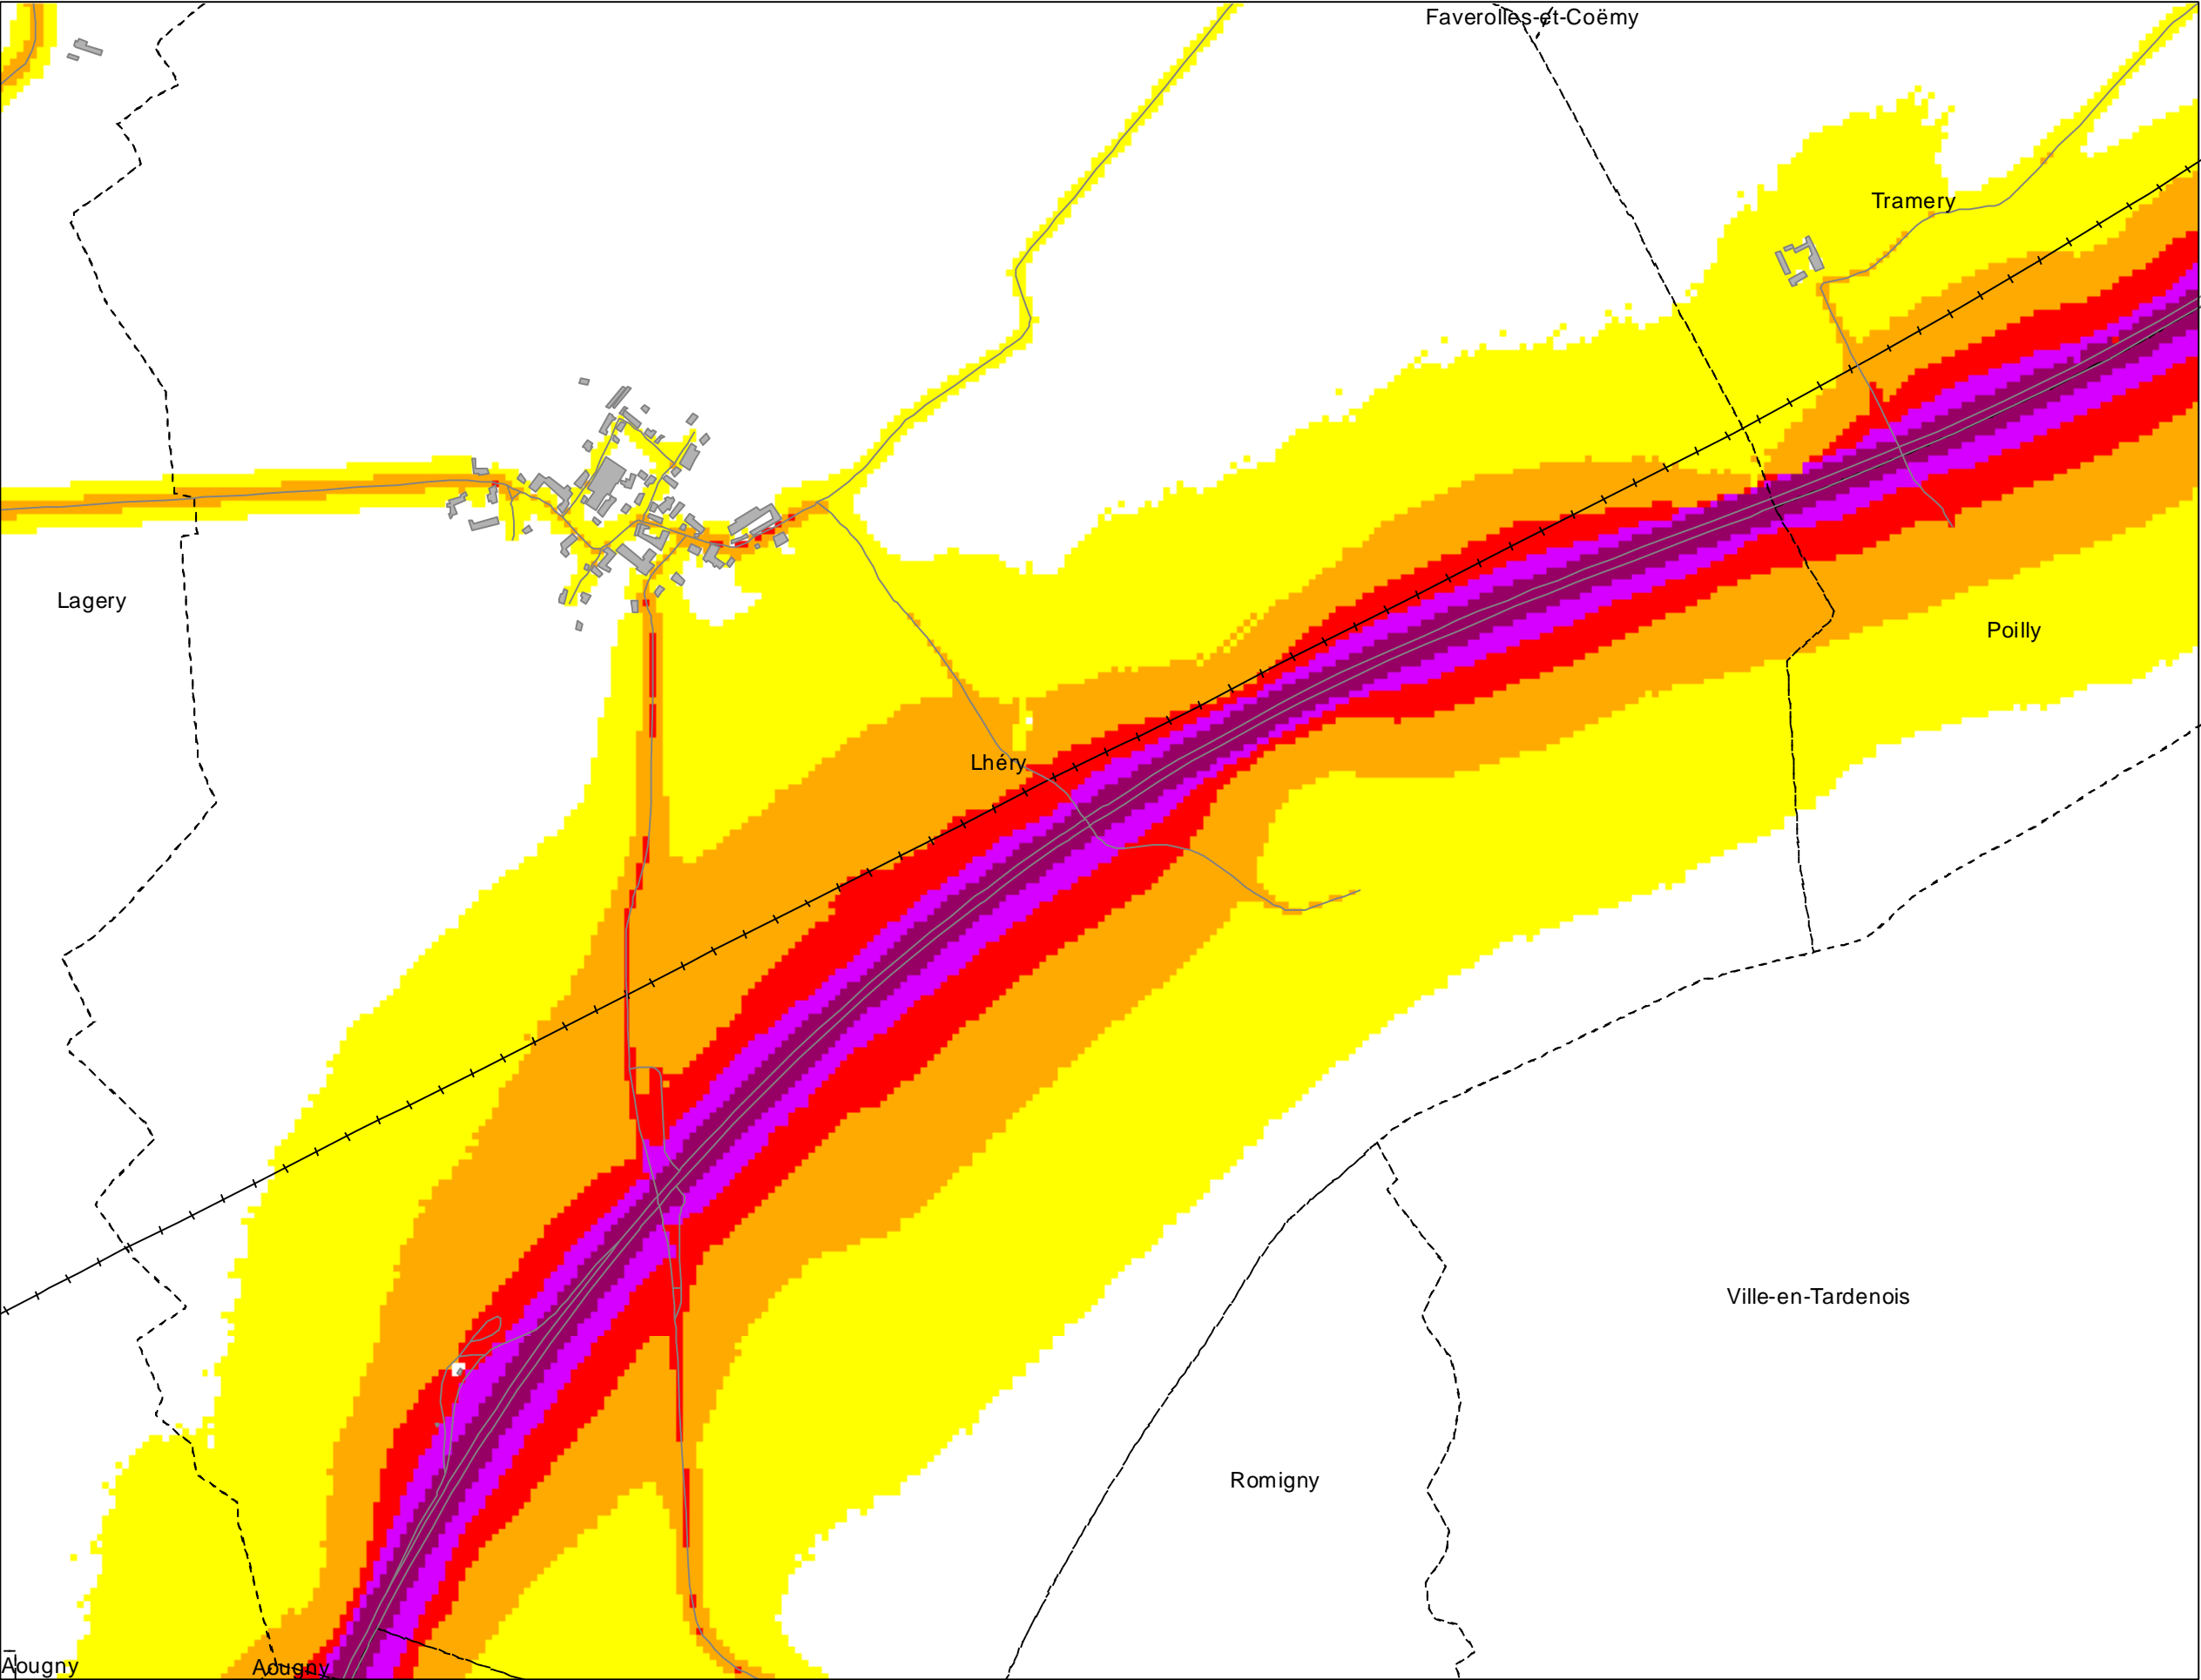 Faverolles-et-Coëmy
Tramery
Lagery
Poilly
Lhéry
Ville-en-Tardenois
Romigny
Aougny
Aougny